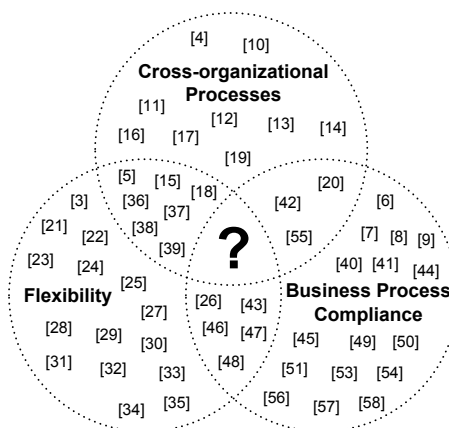 [4] [10]
Cross-organizational
Processes
[11] [12] [13] [14]
[16] [17]
[19]
[5] [15] [18] [20]
[3] [36] [37] [42] [6]
[21] [22] [38] [39] ? [55] [7] [8] [9]
[23] [24] [40] [41] [44]
[25]
Flexibility [26] [43] Business Process
Compliance
[27]
[28] [29] [30] [46] [47] [45] [49] [50]
[31] [32] [33] [48] [51] [53] [54]
[34] [35] [56] [57] [58]